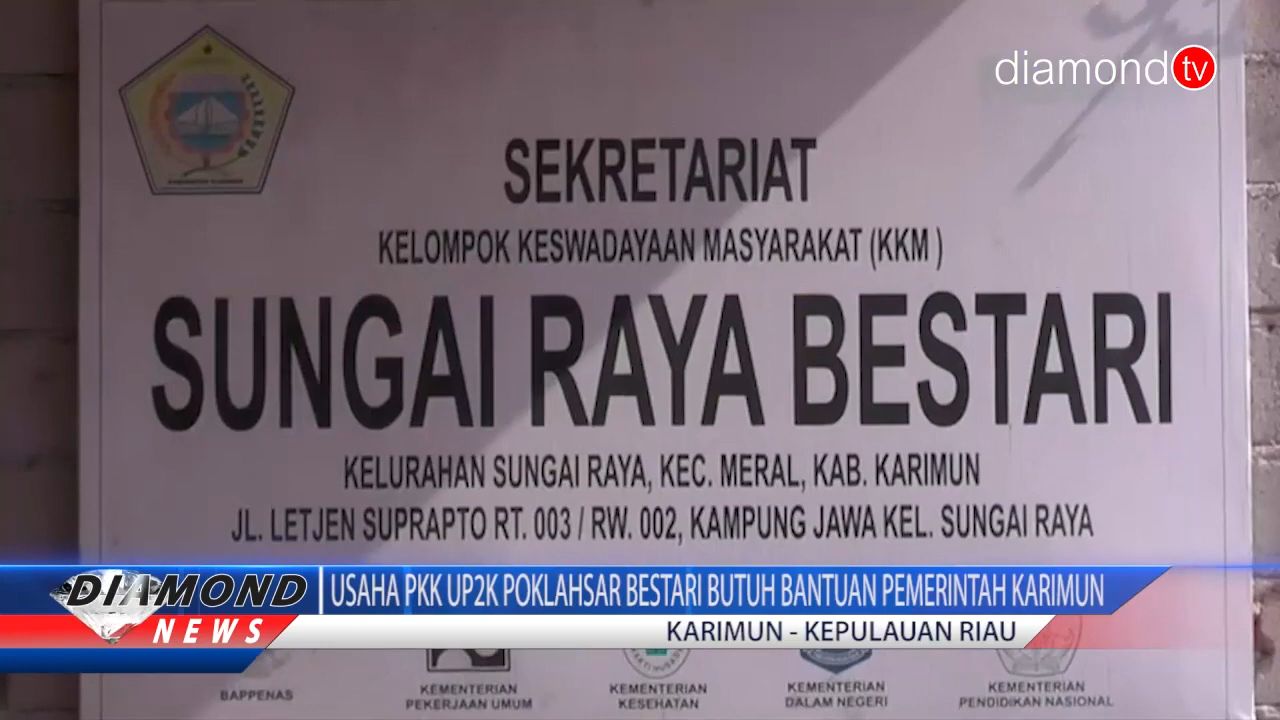 diamond tv
SEKRETARIAT
KELOMPOK KESWADAYAAN MASYARAKAT (KKM )
SUNGAI RAYA BESTARI
KELURAHAN SUNGAI RAYA, KEC. MERAL, KAB. KARIMUN
JL. LETJEN SUPRAPTO RT. 003 / RW. 002, KAMPUNG JAWA KEL. SUNGAI RAYA
DIAMOND NEWS
USAHA PKK UP2K POKLAHSAR BESTARI BUTUH BANTUAN PEMERINTAH KARIMUN
KARIMUN - KEPULAUAN RIAU
BAPPENAS
KEMENTERIAN PEKERJAAN UMUM
KEMENTERIAN KESEHATAN
KEMENTERIAN DALAM NEGERI
KEMENTERIAN PENDIDIKAN NASIONAL